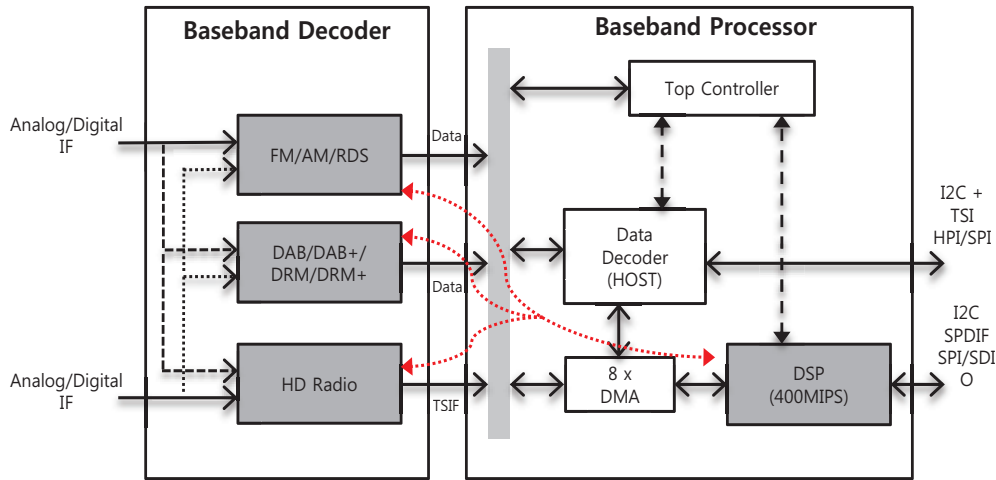 Baseband Decoder
Baseband Processor
Top Controller
Analog/Digital
IF
FM/AM/RDS
Data
DAB/DAB+/
DRM/DRM+
Data
Data
Decoder
(HOST)
I2C +
TSI
HPI/SPI
Analog/Digital
IF
HD Radio
TSIF
8 x
DMA
DSP
(400MIPS)
I2C
SPDIF
SPI/SDI
O